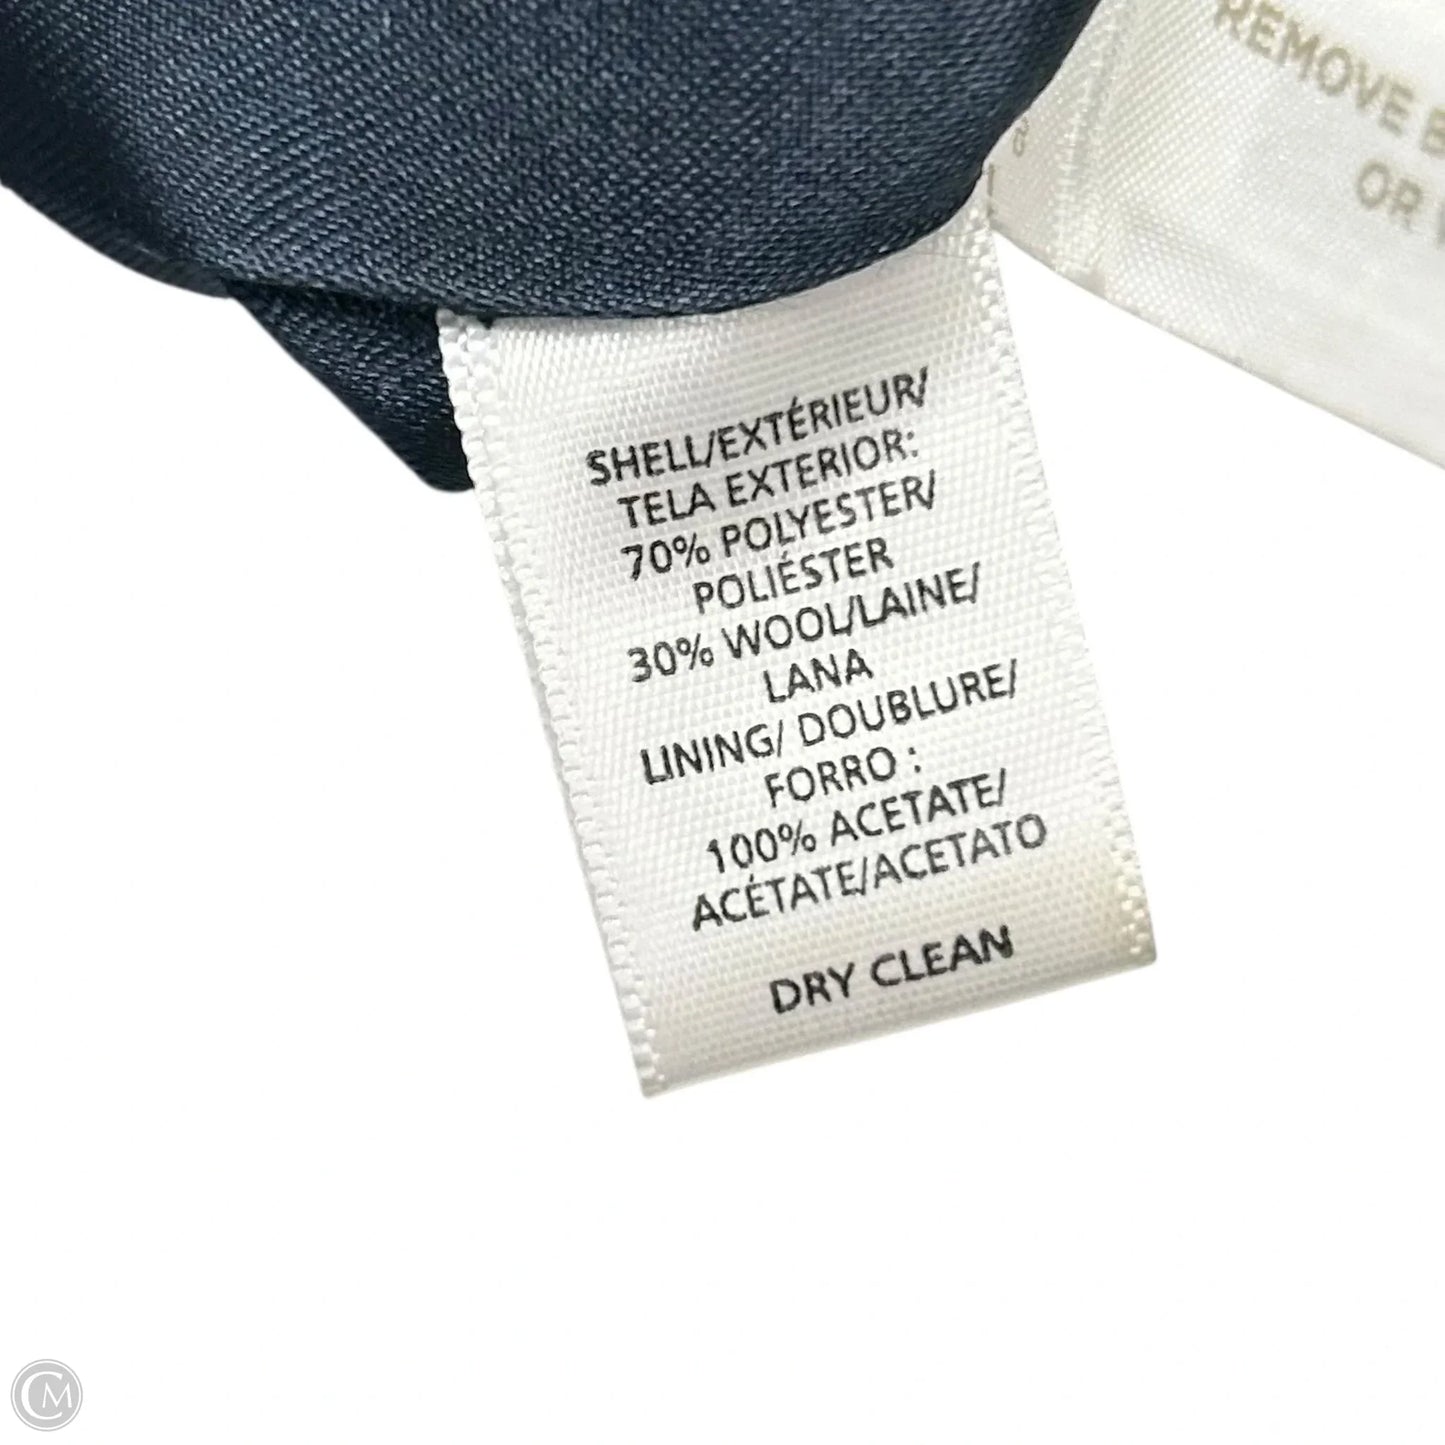 SHELL/EXTÉRIEUR/
TELA EXTERIOR:
70% POLYESTER/
POLIÉSTER
30% WOOL/LAINE/
LANA
LINING/ DOUBLURE/
FORRO :
100% ACETATE/
ACÉTATE/ACETATO
DRY CLEAN
REMOVE
OR
CM